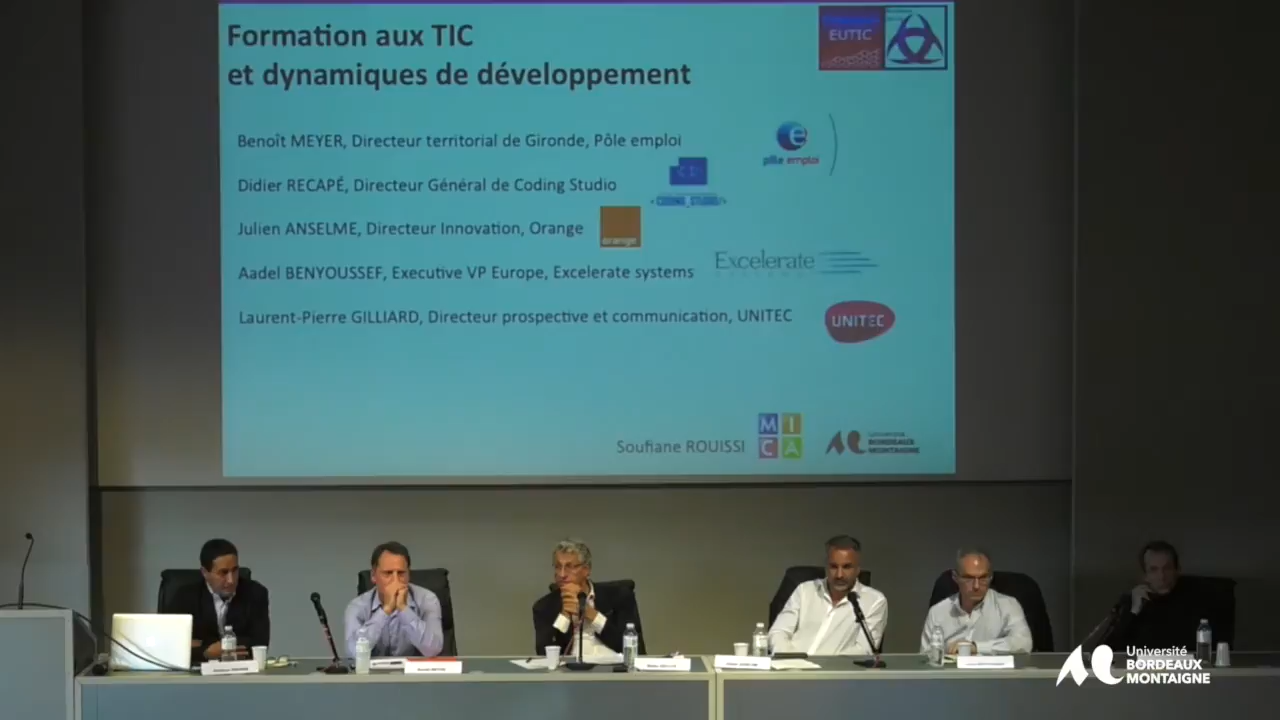 Formation aux TIC
et dynamiques de développement
EUTIC
Benoît MEYER, Directeur territorial de Gironde, Pôle emploi
pôle emploi
Didier RECAPÉ, Directeur Général de Coding Studio
Julien ANSELME, Directeur Innovation, Orange
orange
Aadel BENYOUSSEF, Executive VP Europe, Excelerate systems
Excelerate
Laurent-Pierre GILLIARD, Directeur prospective et communication, UNITEC
UNITEC
Soufiane ROUISSI
MICA
Université
BORDEAUX
MONTAIGNE
Université
BORDEAUX
MONTAIGNE